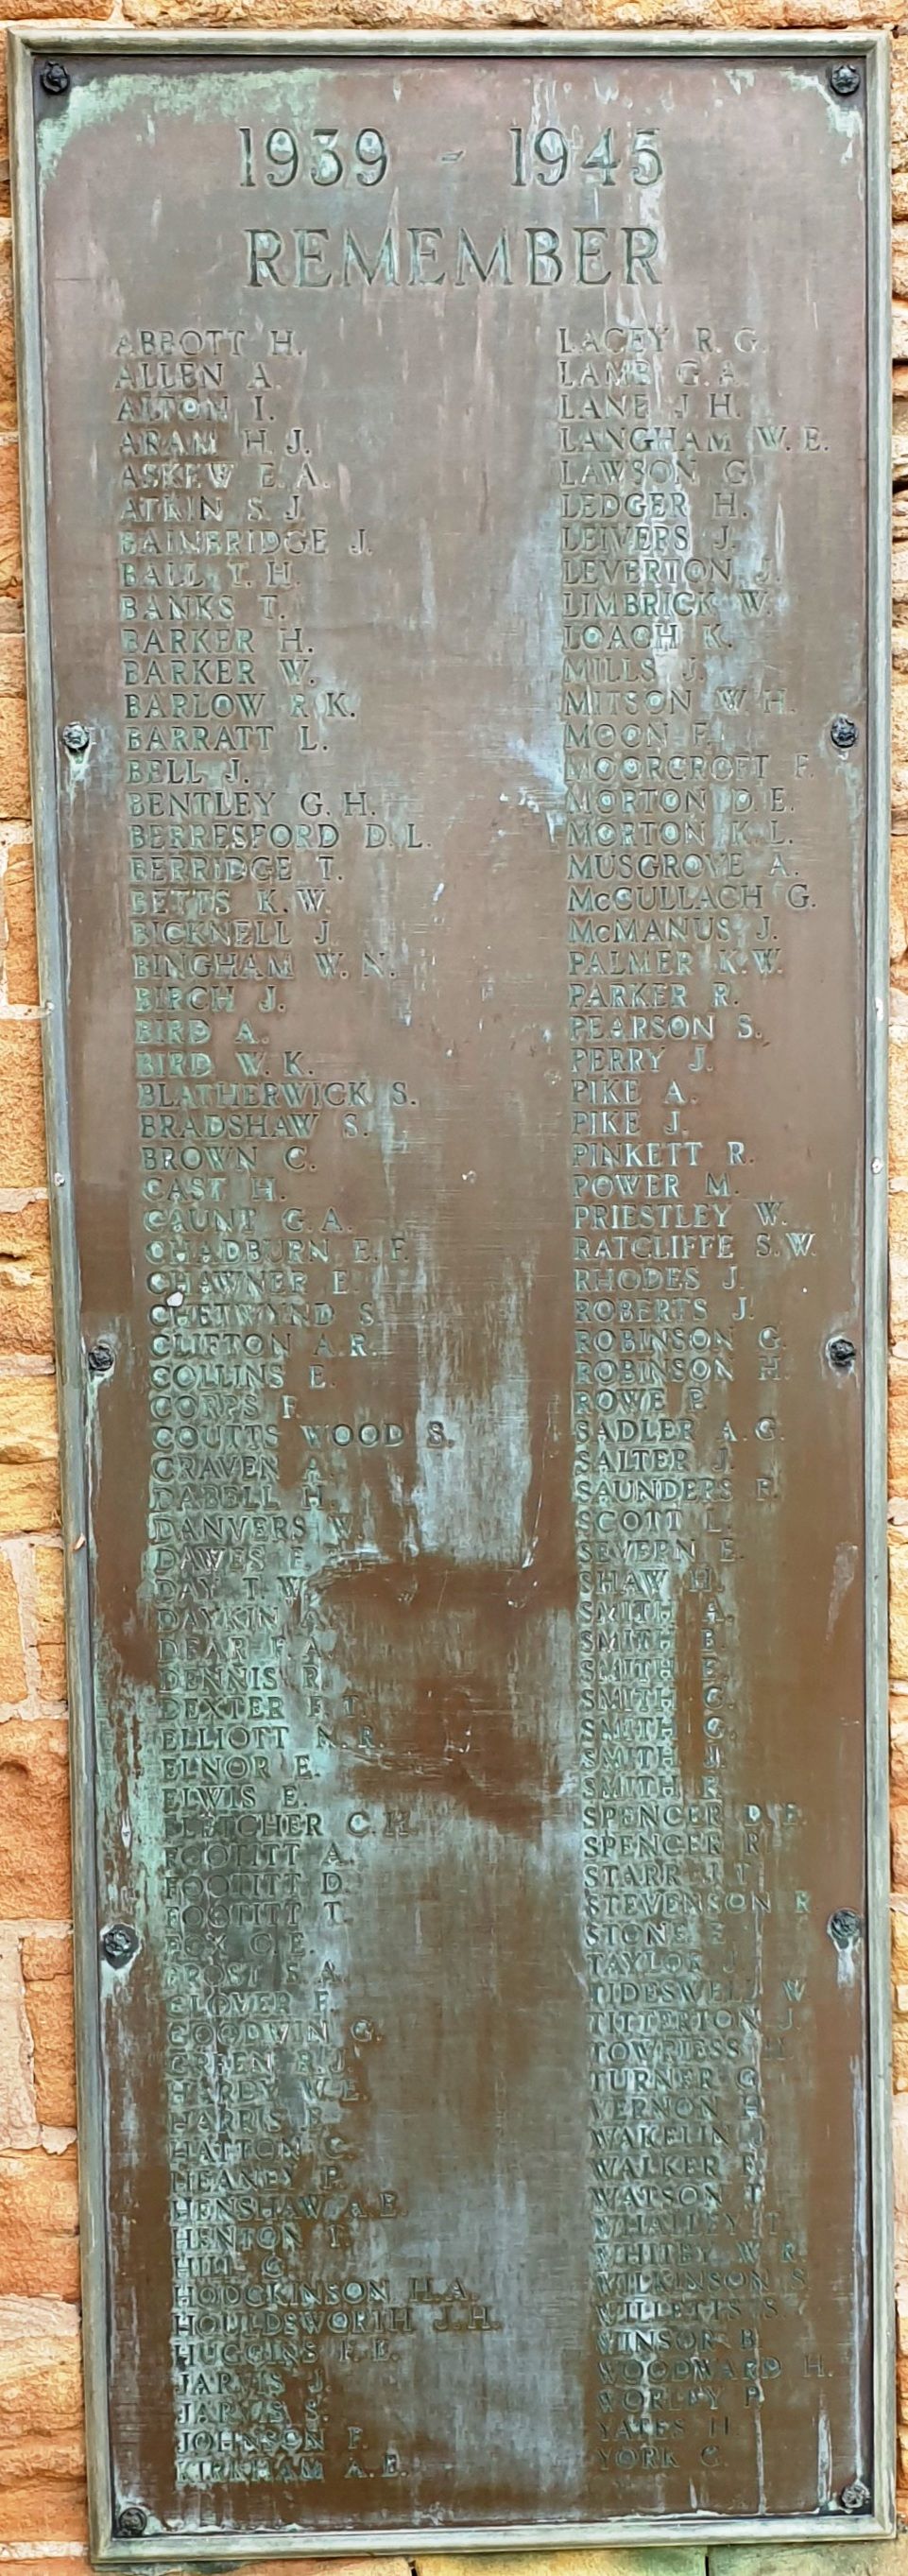 1939 - 1945
REMEMBER
ABBOTT H.
ALLEN A.
ALTON I.
ARAM H. J.
ASKEW E. A.
ATKIN S. J.
BAINBRIDGE J.
BALL T. H.
BANKS T.
BARKER H.
BARKER W.
BARLOW R. K.
BARRATT L.
BELL J.
BENTLEY G. H.
BERRESFORD D. L.
BERRIDGE T.
BETTS K. W.
BICKNELL J.
BINGHAM W. N.
BIRCH J.
BIRD A.
BIRD W. K.
BLATHERWICK S.
BRADSHAW S.
BROWN C.
CAST H.
GAUNT G. A.
CHADBURN E. F.
CHAWNER E.
CHETWYND S.
CLIFTON A. R.
COLLINS E.
CORPS F.
COUTTS WOOD S.
CRAVEN A.
DABELL H.
DANVERS W.
DAWES F.
DAY T. W.
DAYKIN K.
DEAR F. A.
DENNIS R.
DEXTER F. T.
ELLIOTT N. R.
ELNOR E.
ELWIS E.
FLETCHER C. H.
FOOTITT A.
FOOTITT D.
FOOTITT T.
FOX C. E.
FROST S. A.
GLOVER F.
GOODWIN G.
GREEN R. J.
HARDY W. E.
HARRIS
HATTON C.
HEANEY P.
HENSHAW A. E.
HENTON T.
HILL G.
HODGKINSON H. A.
HOULDSWORTH J. H.
HUGGINS F. E.
JARVIS J.
JARVIS S.
JOHNSON F.
KIRKHAM A. E.
LACEY R. G.
LAMB G. A.
LANE J. H.
LANGHAM W. E.
LAWSON G.
LEDGER H.
LEIVERS J.
LEVERTON J.
LIMBRICK W.
LOACH K.
MILLS J.
MITSON W. H.
MOON F.
MOORCROFT F.
MORTON D. E.
MORTON K. L.
MUSGROVE A.
McCULLACH G.
McMANUS J.
PALMER K. W.
PARKER R.
PEARSON S.
PERRY J.
PIKE A.
PIKE J.
PINKETT R.
POWER M.
PRIESTLEY W.
RATCLIFFE S. W.
RHODES J.
ROBERTS J.
ROBINSON G.
ROBINSON H.
ROWE P.
SADLER A. G.
SALTER J.
SAUNDERS F.
SCOTT L.
SEVERN E.
SHAW H.
SMITH A.
SMITH B.
SMITH E.
SMITH G.
SMITH G.
SMITH J.
SMITH R.
SPENCER D. E.
SPENCER R.
STARR J. T.
STEVENSON R
STONE E
TAYLOR J
TIDESWELL W
TITTERTON J.
TOWRIESS H.
TURNER G
VERNON H
WAKELIN J
WALKER F.
WATSON T
WHALLEY T.
WHITBY W. R.
WILKINSON S.
WILLETTS S.
WINSOR B.
WOODWARD H.
WORLEY P.
YATES H.
YORK C.